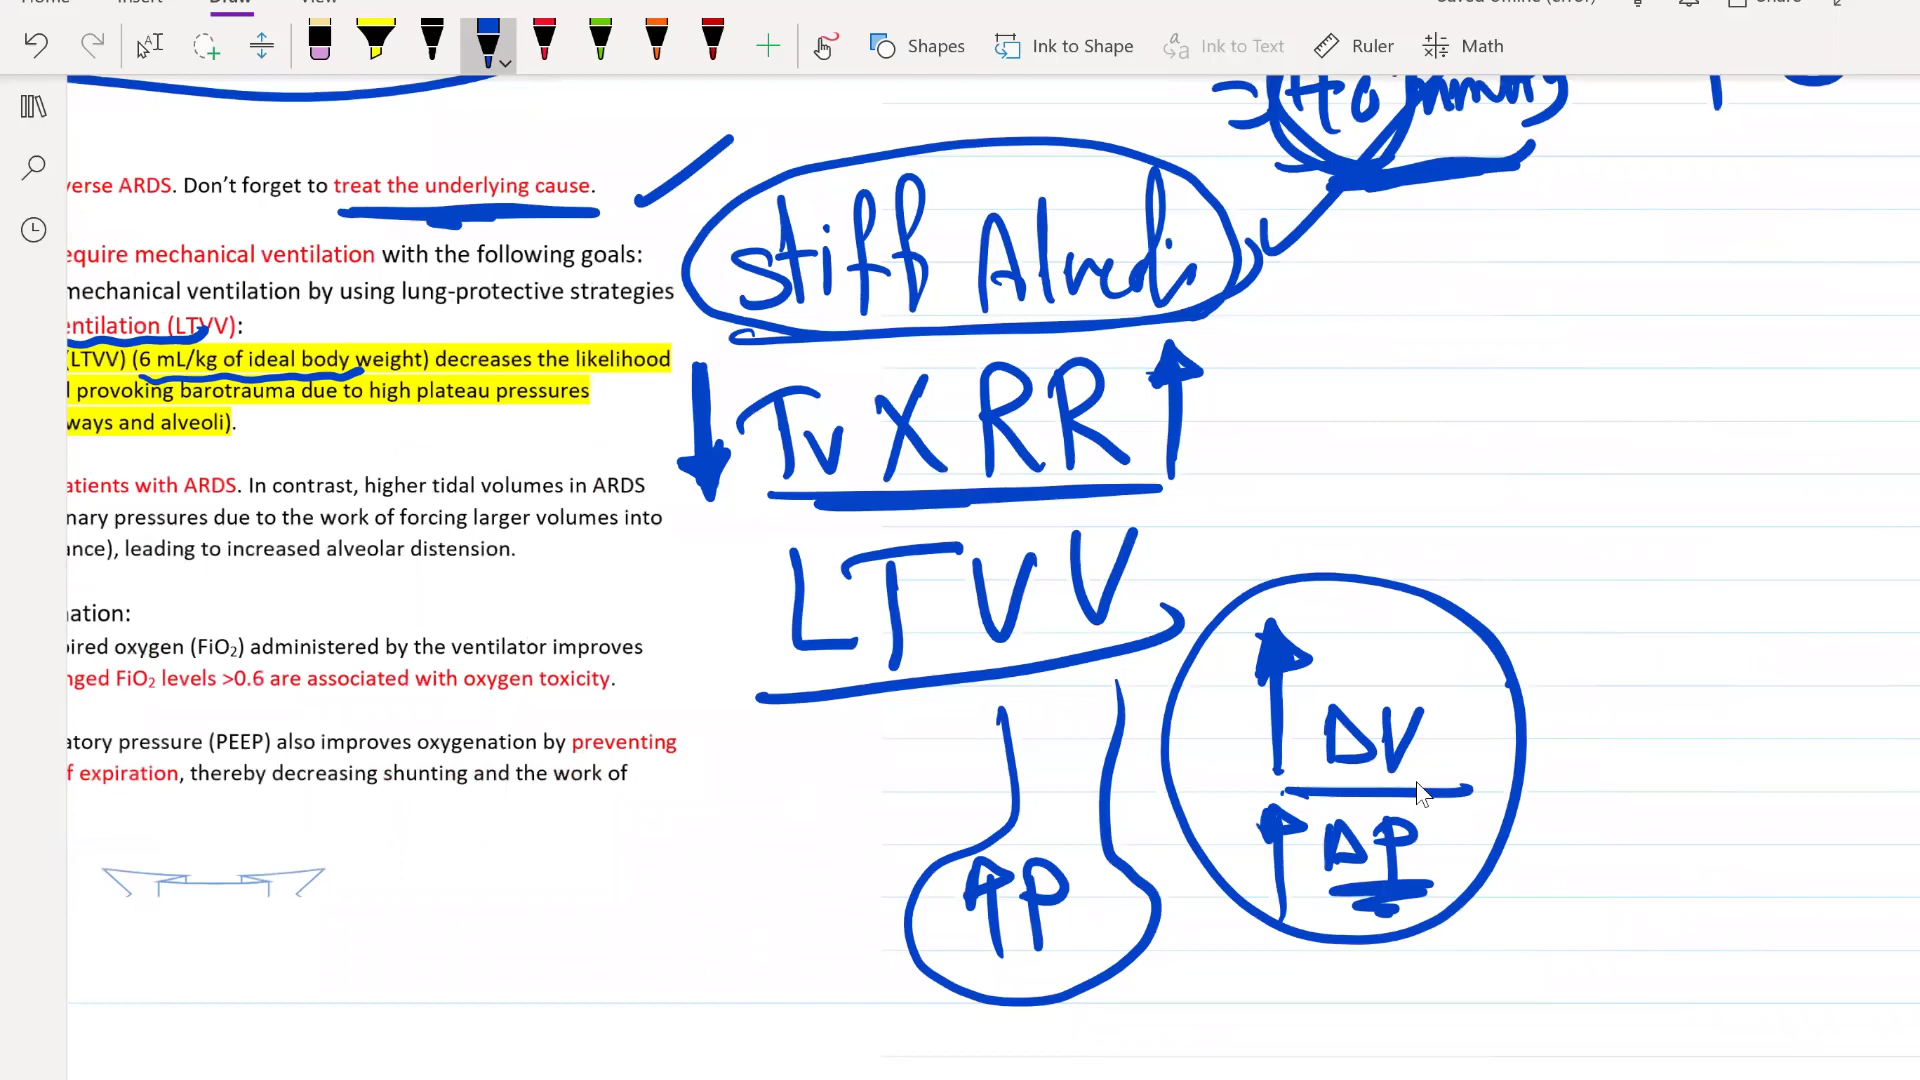 Home Insert Draw View
Shapes Ink to Shape Ink to Text Ruler Math
verse ARDS. Don’t forget to treat the underlying cause.
equire mechanical ventilation with the following goals:
mechanical ventilation by using lung-protective strategies
entilation (LTVV):
(LTVV) (6 mL/kg of ideal body weight) decreases the likelihood
provoking barotrauma due to high plateau pressures
ways and alveoli).
atients with ARDS. In contrast, higher tidal volumes in ARDS
nary pressures due to the work of forcing larger volumes into
ance), leading to increased alveolar distension.
nation:
ired oxygen (FiO₂) administered by the ventilator improves
nged FiO₂ levels >0.6 are associated with oxygen toxicity.
atory pressure (PEEP) also improves oxygenation by preventing
f expiration, thereby decreasing shunting and the work of
stiff Alveoli
↓ Tv X RR ↑
LTVV
↑P
↑ ΔV
↑ ΔP